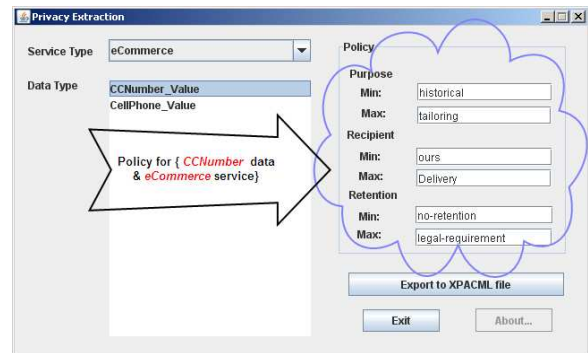 Privacy Extraction
Service Type
eCommerce
Data Type
CCNumber_Value
CellPhone_Value
Policy for { CCNumber data
& eCommerce service}
Policy
Purpose
Min: historical
Max: tailoring
Recipient
Min: ours
Max: Delivery
Retention
Min: no-retention
Max: legal-requirement
Export to XPACML file
Exit
About...